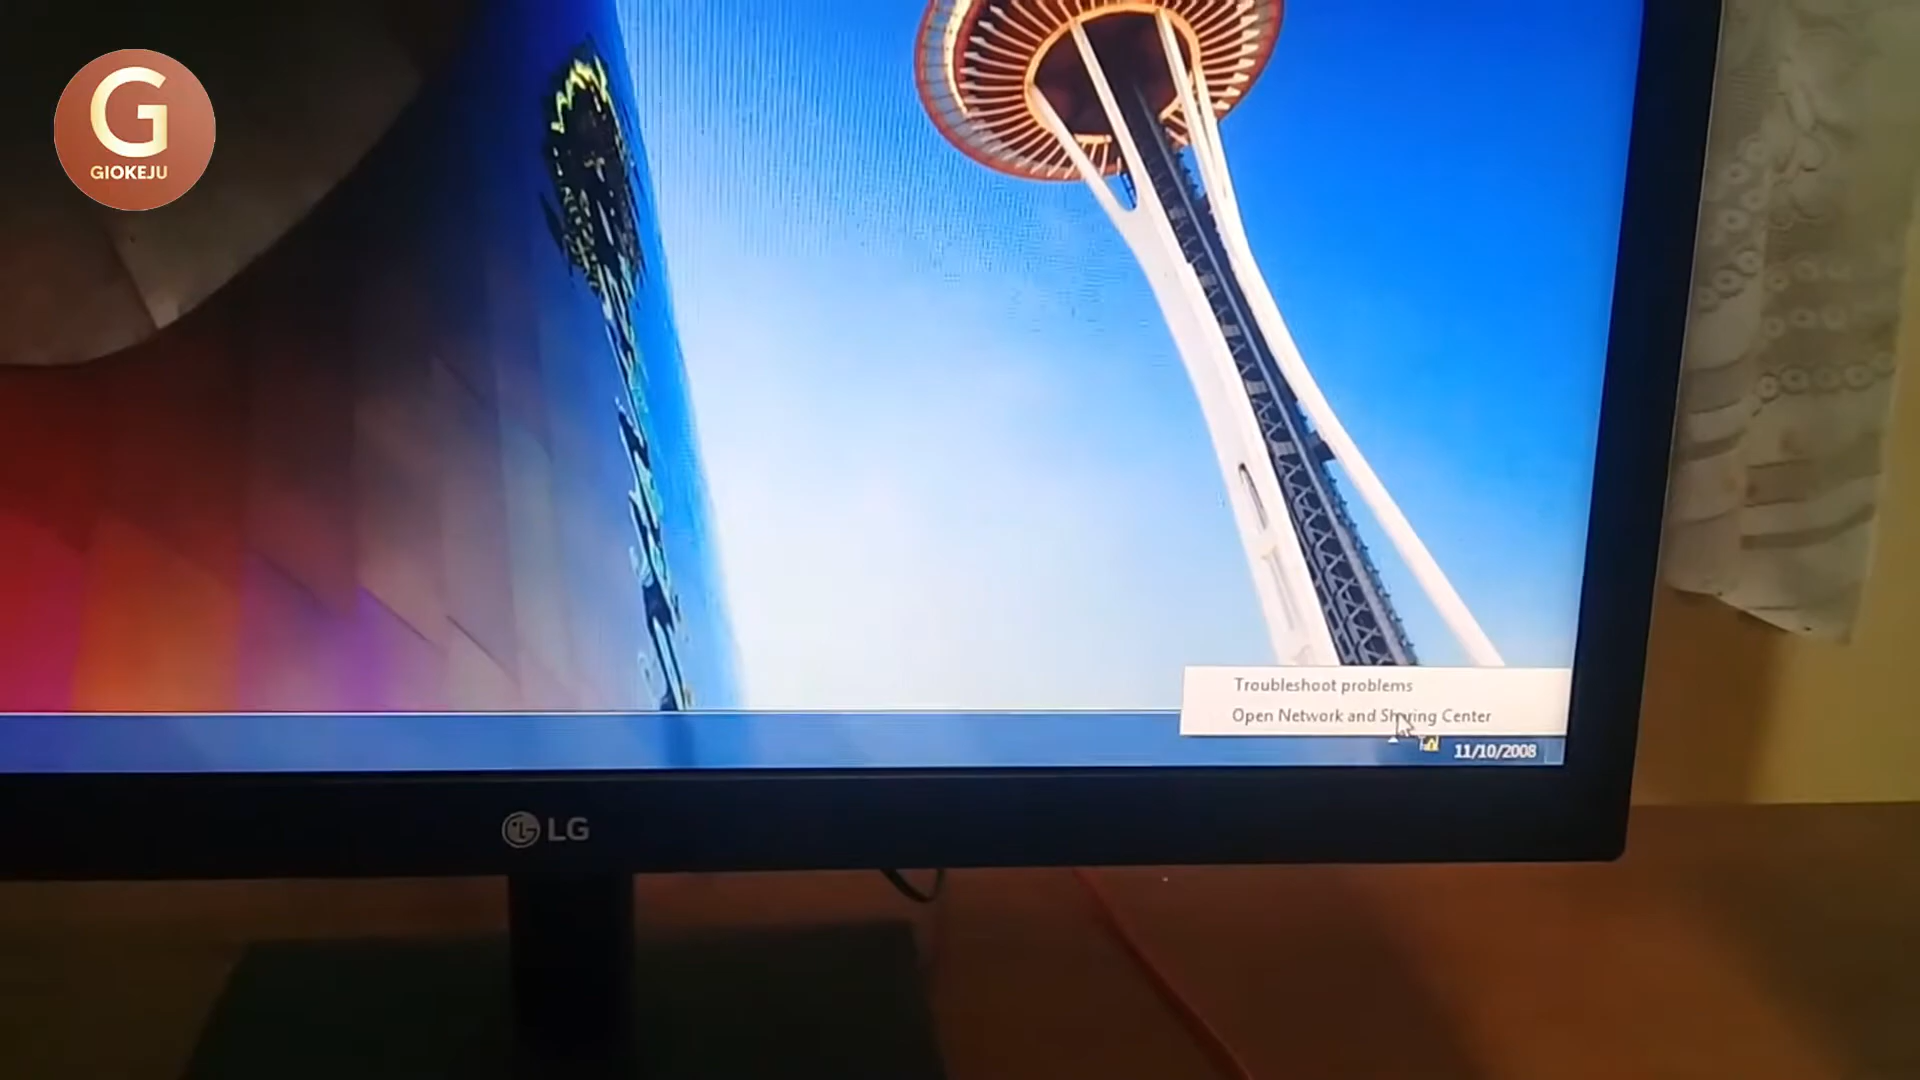 G
GIOKEJU
Troubleshoot problems
Open Network and Sharing Center
11/10/2008
LG